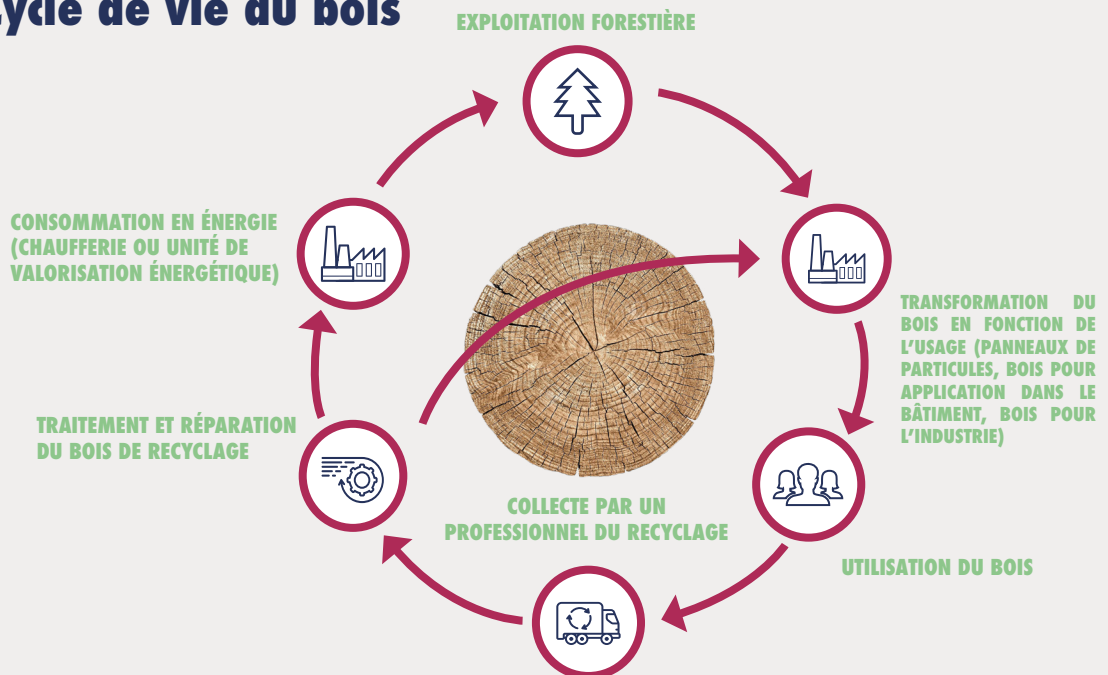 Cycle de vie du bois
EXPLOITATION FORESTIÈRE
CONSOMMATION EN ÉNERGIE
(CHAUFFERIE OU UNITÉ DE
VALORISATION ÉNERGÉTIQUE)
TRANSFORMATION DU
BOIS EN FONCTION DE
L'USAGE (PANNEAUX DE
PARTICULES, BOIS POUR
APPLICATION DANS LE
BÂTIMENT, BOIS POUR
L'INDUSTRIE)
TRAITEMENT ET RÉPARATION
DU BOIS DE RECYCLAGE
COLLECTE PAR UN
PROFESSIONNEL DU RECYCLAGE
UTILISATION DU BOIS